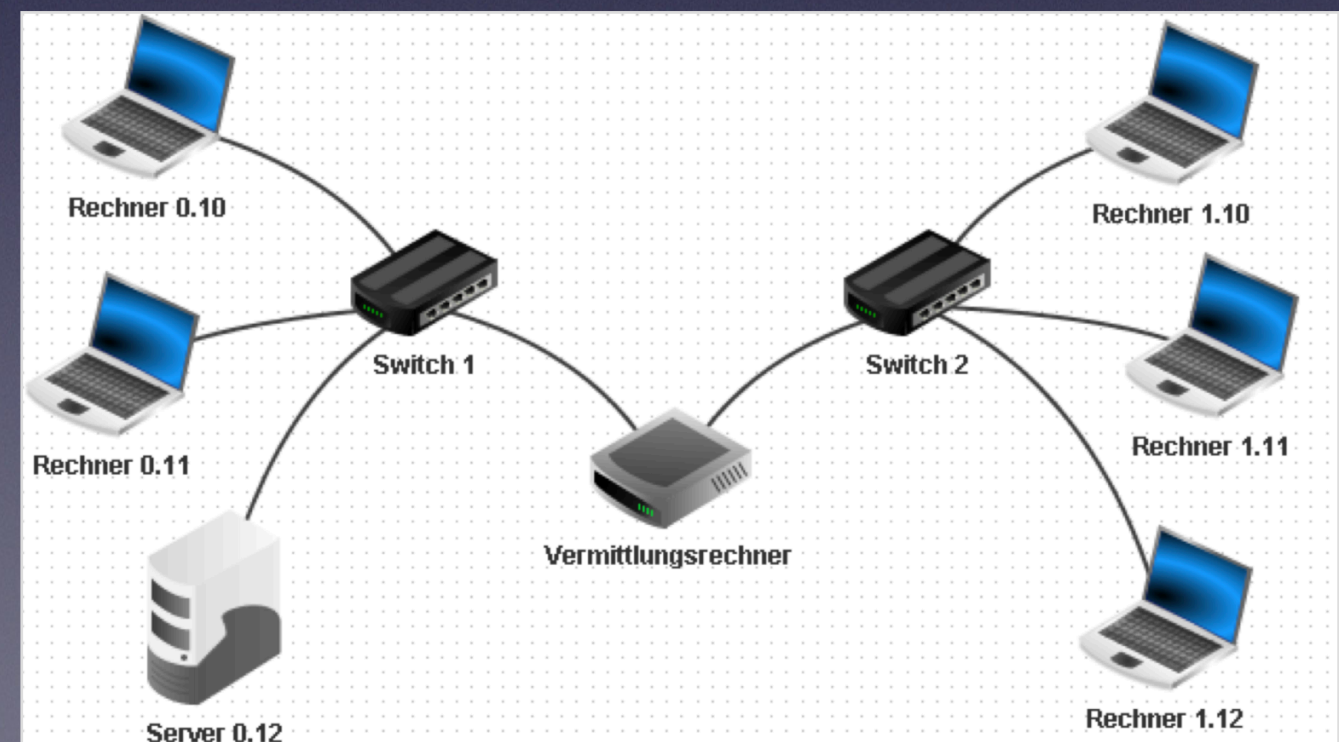 Rechner 0.10
Rechner 1.10
Switch 1
Switch 2
Rechner 0.11
Rechner 1.11
Vermittlungsrechner
Server 0.12
Rechner 1.12